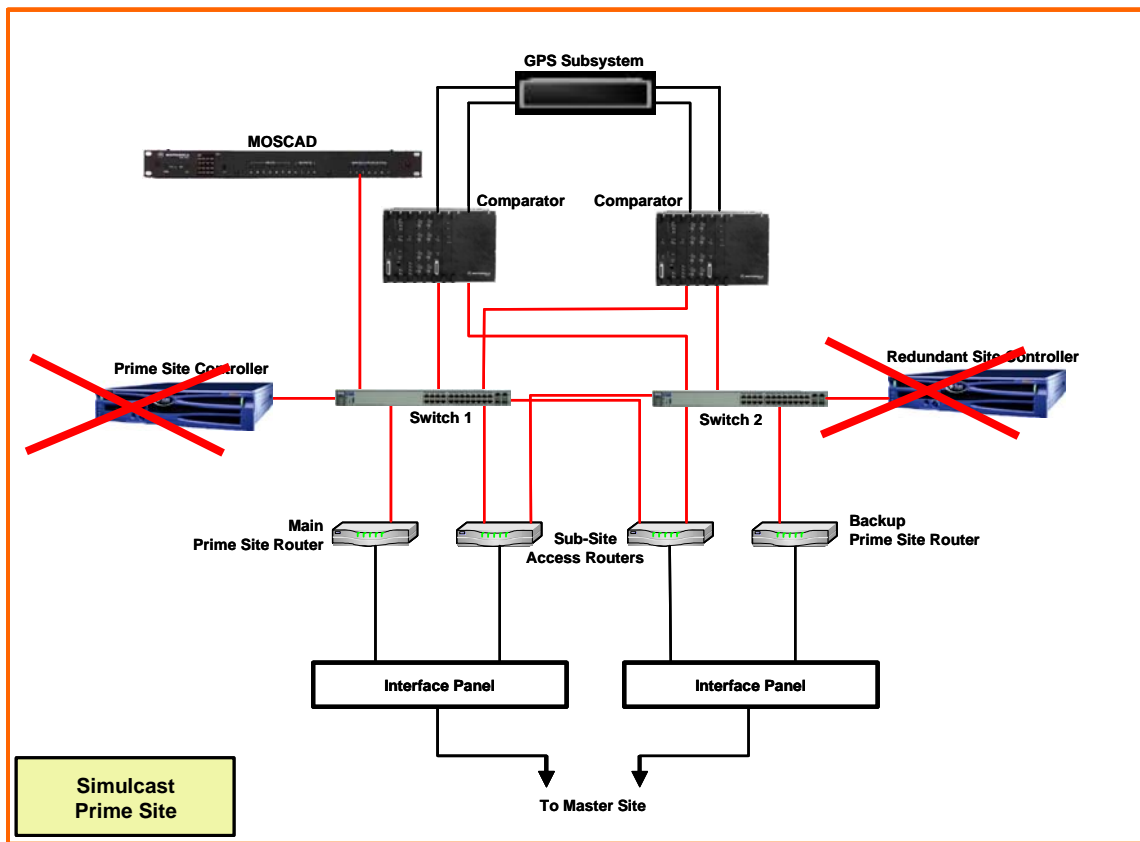 GPS Subsystem
MOSCAD
Comparator
Comparator
Prime Site Controller
Redundant Site Controller
Switch 1
Switch 2
Main
Prime Site Router
Sub-Site
Access Routers
Backup
Prime Site Router
Interface Panel
Interface Panel
Simulcast
Prime Site
To Master Site